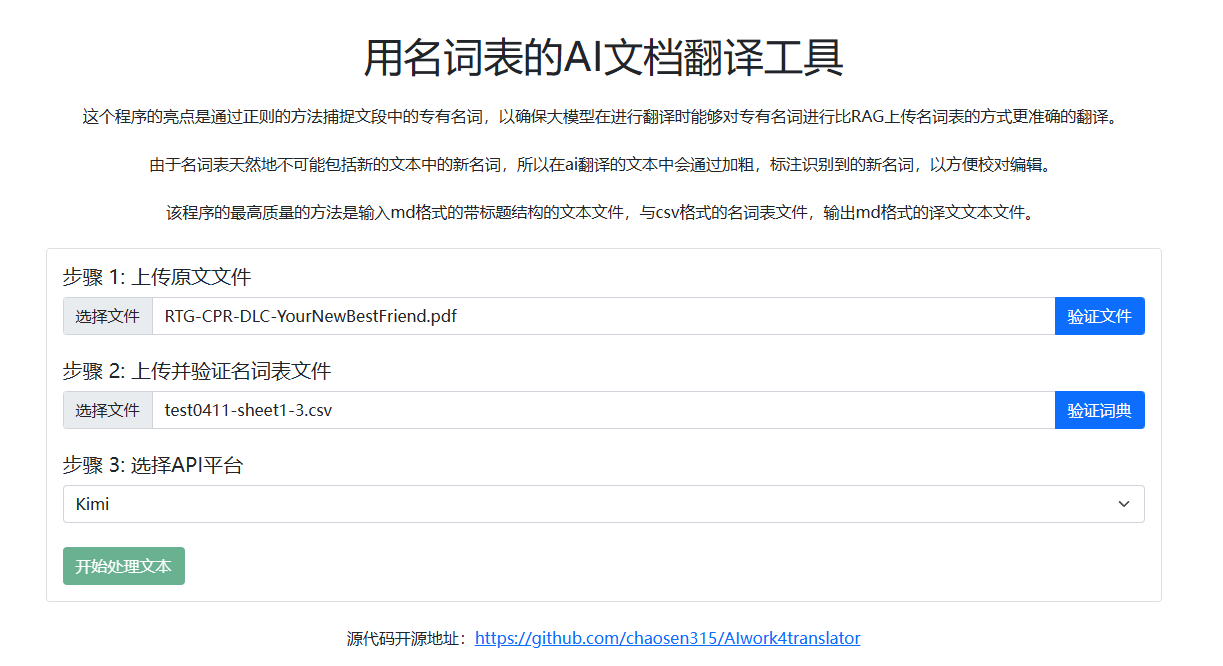 用名词表的AI文档翻译工具
这个程序的亮点是通过正则的方法捕捉文段中的专有名词，以确保大模型在进行翻译时能够对专有名词进行比RAG上传名词表的方式更准确的翻译。
由于名词表天然地不可能包括新的文本中的新名词，所以在ai翻译的文本中会通过加粗，标注识别到的新名词，以方便校对编辑。
该程序的最高质量的方法是输入md格式的带标题结构的文本文件，与csv格式的名词表文件，输出md格式的译文文本文件。
步骤 1: 上传原文文件
选择文件 RTG-CPR-DLC-YourNewBestFriend.pdf 验证文件
步骤 2: 上传并验证名词表文件
选择文件 test0411-sheet1-3.csv 验证词典
步骤 3: 选择API平台
Kimi
开始处理文本
源代码开源地址：https://github.com/chaosen315/AIwork4translator